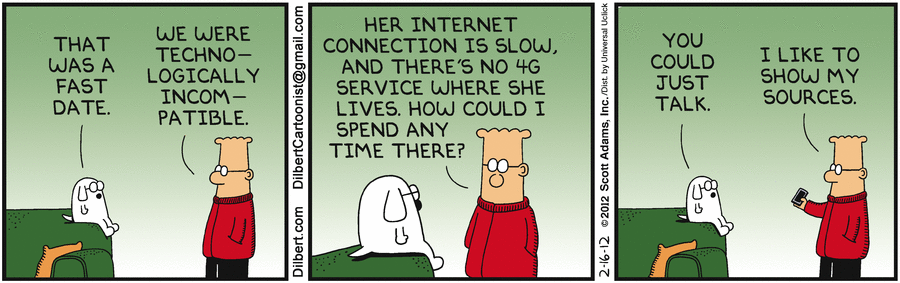 THAT
WAS A
FAST
DATE.
WE WERE
TECHNO-
LOGICALLY
INCOM-
PATIBLE.
Dilbert.com DilbertCartoonist@gmail.com
HER INTERNET
CONNECTION IS SLOW,
AND THERE'S NO 4G
SERVICE WHERE SHE
LIVES. HOW COULD I
SPEND ANY
TIME THERE?
2-16-12 ©2012 Scott Adams, Inc. /Dist. by Universal Uclick
YOU
COULD
JUST
TALK.
I LIKE TO
SHOW MY
SOURCES.